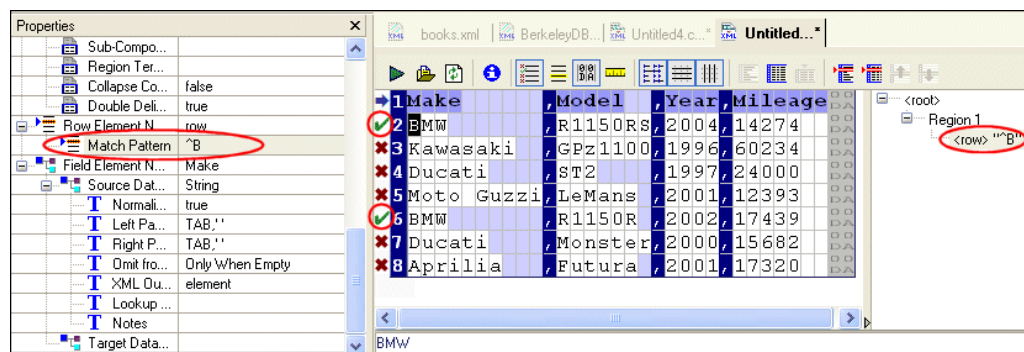 Properties
Sub-Compo...
Region Ter...
Collapse Co... false
Double Deli... true
Row Element N... row
Match Pattern ^B
Field Element N... Make
Source Dat... String
Normali... true
Left Pa... TAB,' '
Right P... TAB,' '
Omit fro... Only When Empty
XML Ou... element
Lookup ...
Notes
Target Data...
books.xml BerkeleyDB... Untitled4.c...* Untitled...*
1 Make ,Model ,Year,Mileage
2 BMW ,R1150RS,2004,14274
3 Kawasaki ,GPz1100,1996,60234
4 Ducati ,ST2 ,1997,24000
5 Moto Guzzi,LeMans ,2001,12393
6 BMW ,R1150R ,2002,17439
7 Ducati ,Monster,2000,15682
8 Aprilia ,Futura ,2001,17320
BMW
<root>
Region 1
<row> "^B"